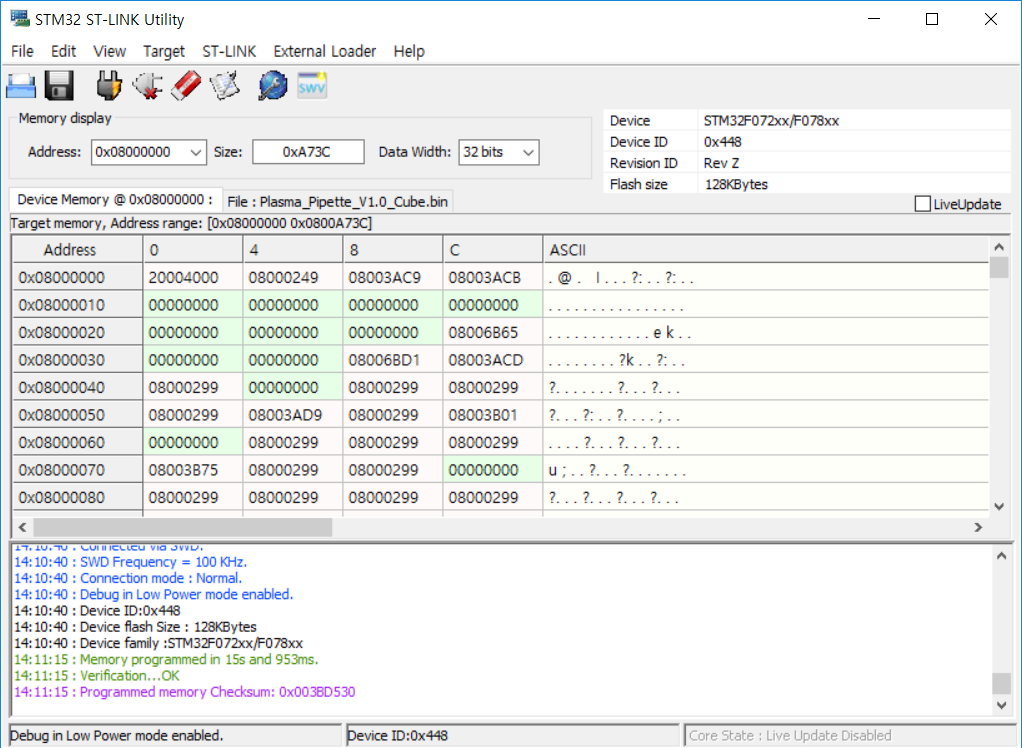 STM32 ST-LINK Utility
File Edit View Target ST-LINK External Loader Help
SWV
Memory display
Address: 0x08000000 Size: 0xA73C Data Width: 32 bits
Device STM32F072xx/F078xx
Device ID 0x448
Revision ID Rev Z
Flash size 128KBytes
LiveUpdate
Device Memory @ 0x08000000 : File : Plasma_Pipette_V1.0_Cube.bin
Target memory, Address range: [0x08000000 0x0800A73C]
Address 0 4 8 C ASCII
0x08000000 20004000 08000249 08003AC9 08003ACB . @ . I . . . ?: . . ?: . .
0x08000010 00000000 00000000 00000000 00000000 . . . . . . . . . . . . . . . .
0x08000020 00000000 00000000 00000000 08006B65 . . . . . . . . . . . . e k . .
0x08000030 00000000 00000000 08006BD1 08003ACD . . . . . . . . ?k . . ?: . .
0x08000040 08000299 00000000 08000299 08000299 ?. . . . . . . ?. . . ?. . .
0x08000050 08000299 08003AD9 08000299 08003B01 ?. . . ?: . . ?. . . . ; . .
0x08000060 00000000 08000299 08000299 08000299 . . . . ?. . . ?. . . ?. . .
0x08000070 08003B75 08000299 08000299 00000000 u ; . . ?. . . ?. . . . . . .
0x08000080 08000299 08000299 08000299 08000299 ?. . . ?. . . ?. . . ?. . .
14:10:40 : Connected via SWD.
14:10:40 : SWD Frequency = 100 KHz.
14:10:40 : Connection mode : Normal.
14:10:40 : Debug in Low Power mode enabled.
14:10:40 : Device ID:0x448
14:10:40 : Device flash Size : 128KBytes
14:10:40 : Device family :STM32F072xx/F078xx
14:11:15 : Memory programmed in 15s and 953ms.
14:11:15 : Verification...OK
14:11:15 : Programmed memory Checksum: 0x003BD530
Debug in Low Power mode enabled. Device ID:0x448 Core State : Live Update Disabled